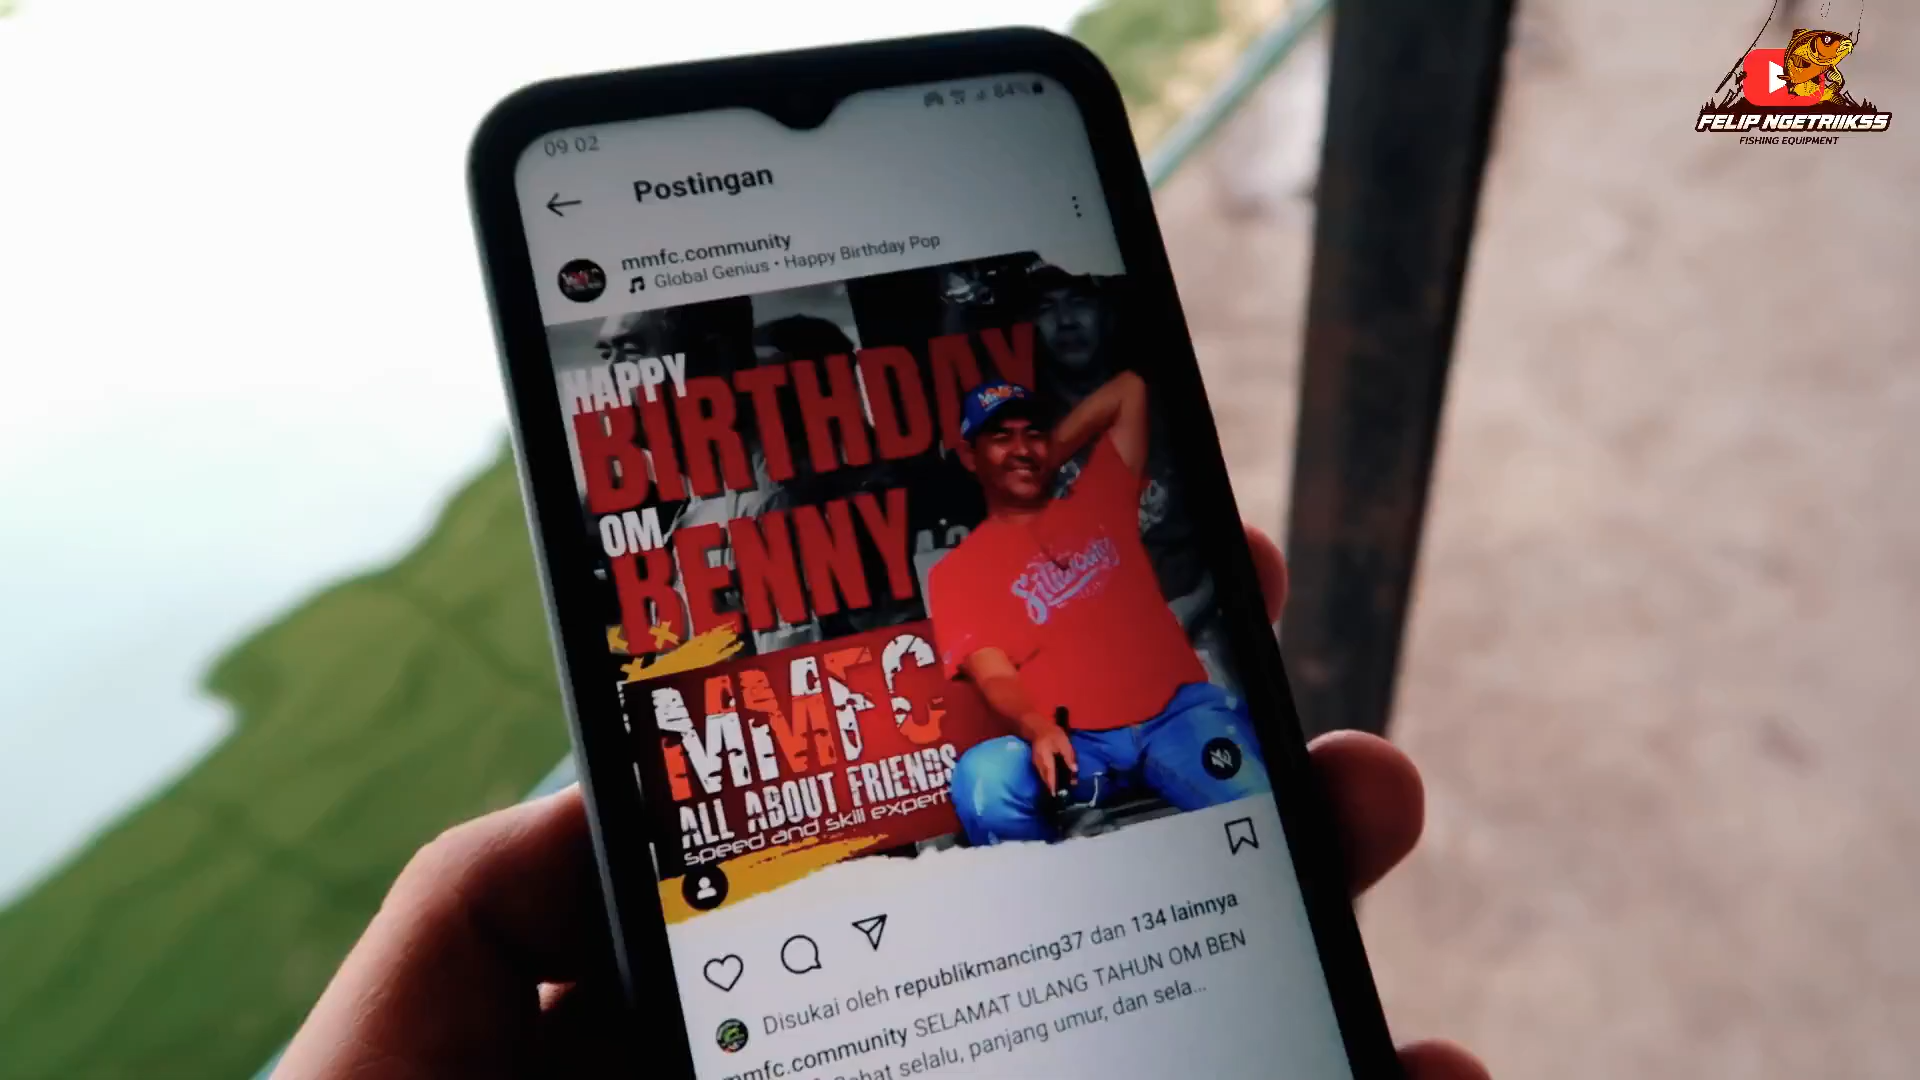 FELIP NGETRIIKSS
FISHING EQUIPMENT
09 02
84%
Postingan
mmfc.community
Global Genius • Happy Birthday Pop
HAPPY
BIRTHDAY
OM
BENNY
MMFC
MMFC
ALL ABOUT FRIENDS
speed and skill expert
Disukai oleh republikmancing37 dan 134 lainnya
mmfc.community SELAMAT ULANG TAHUN OM BEN
selalu, panjang umur, dan sela...